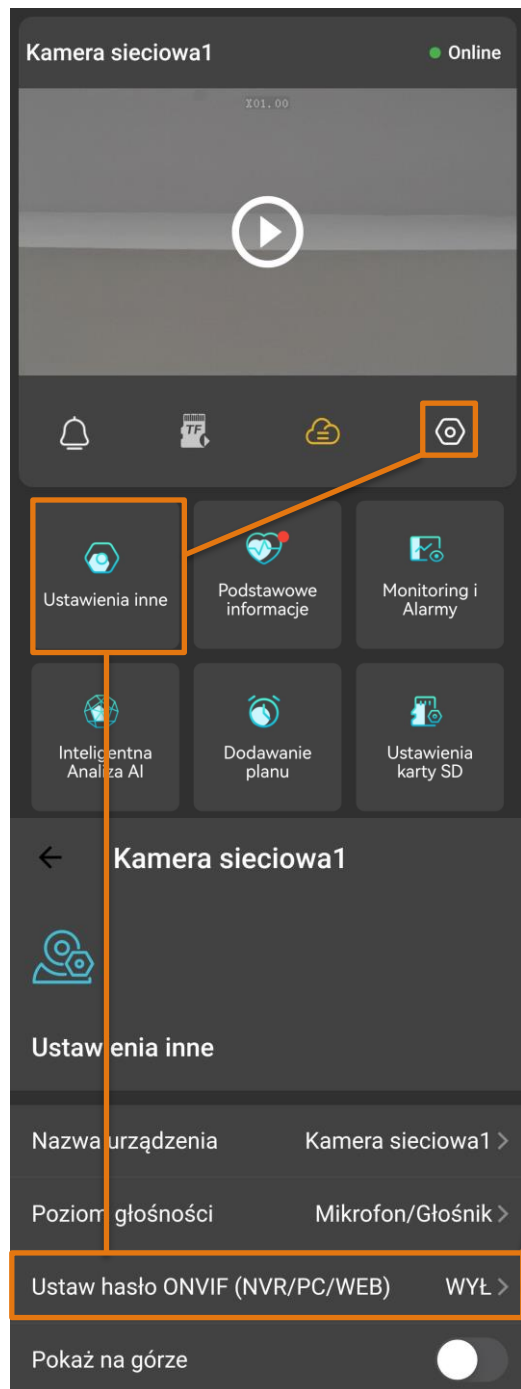 Kamera sieciowa1
Online
X01.00
TF
Ustawienia inne
Podstawowe
informacje
Monitoring i
Alarmy
Inteligentna
Analiza AI
Dodawanie
planu
Ustawienia
karty SD
Kamera sieciowa1
Ustawienia inne
Nazwa urządzenia Kamera sieciowa1
Poziom głośności Mikrofon/Głośnik
Ustaw hasło ONVIF (NVR/PC/WEB) WYŁ
Pokaż na górze